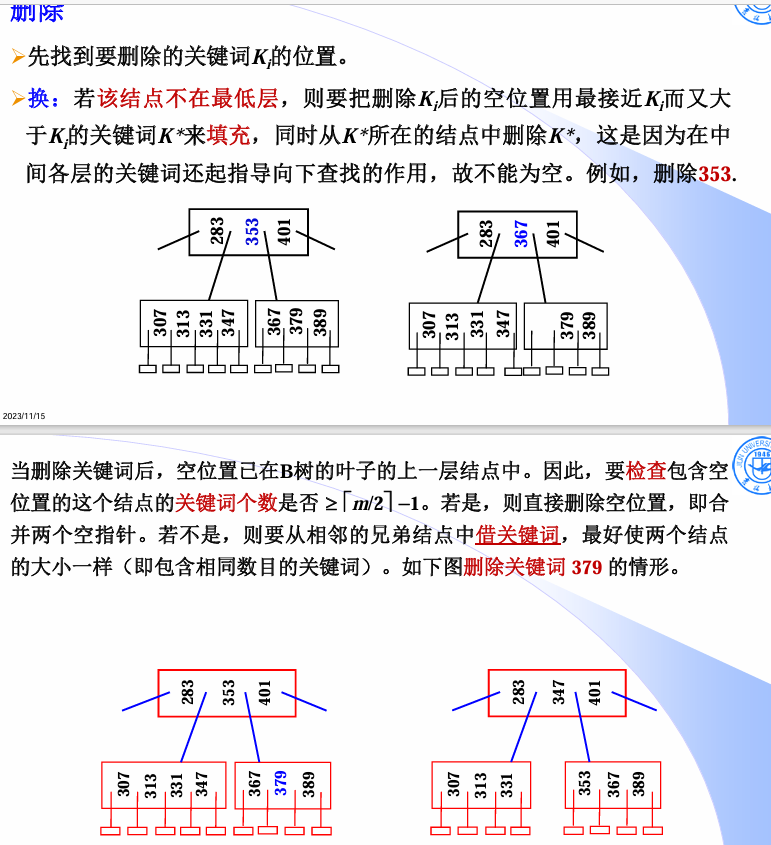 删除
➢先找到要删除的关键词Ki的位置。
➢换：若该结点不在最低层，则要把删除Ki后的空位置用最接近Ki而又大
于Ki的关键词K*来填充，同时从K*所在的结点中删除K*，这是因为在中
间各层的关键词还起指导向下查找的作用，故不能为空。例如，删除353.
283 353 401
283 367 401
307 313 331 347
367 379 389
307 313 331 347
379 389
2023/11/15
当删除关键词后，空位置已在B树的叶子的上一层结点中。因此，要检查包含空
位置的这个结点的关键词个数是否 ≥⌈m/2⌉ –1。若是，则直接删除空位置，即合
并两个空指针。若不是，则要从相邻的兄弟结点中借关键词，最好使两个结点
的大小一样（即包含相同数目的关键词）。如下图删除关键词 379 的情形。
1946
283 353 401
283 347 401
307 313 331 347
367 379 389
307 313 331
353 367 389